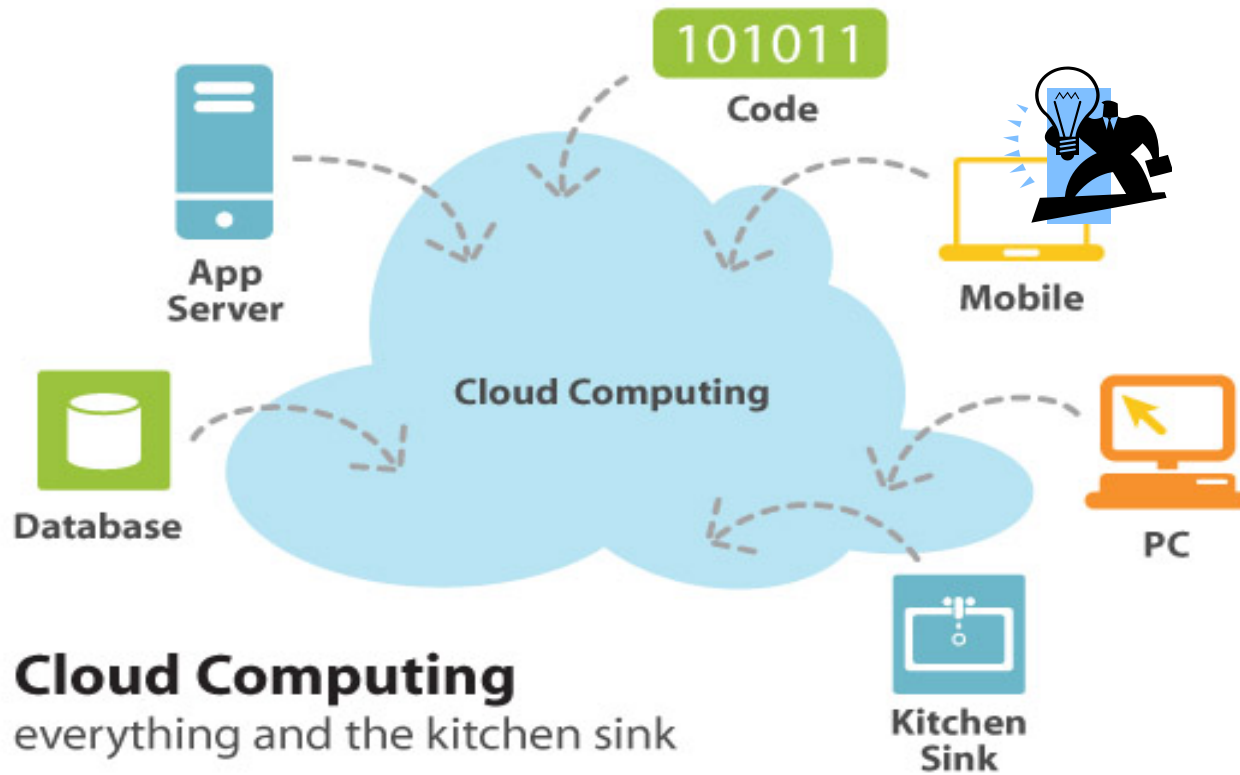 101011
Code
App
Server
Mobile
Cloud Computing
Database
PC
Cloud Computing
everything and the kitchen sink
Kitchen
Sink